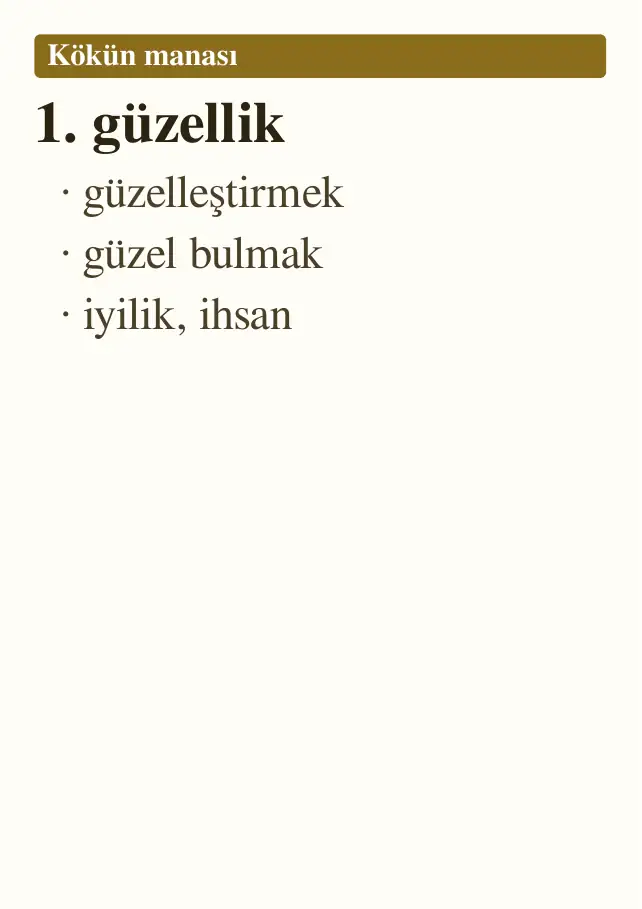 Kökün manası
1. güzellik
· güzelleştirmek
· güzel bulmak
· iyilik, ihsan